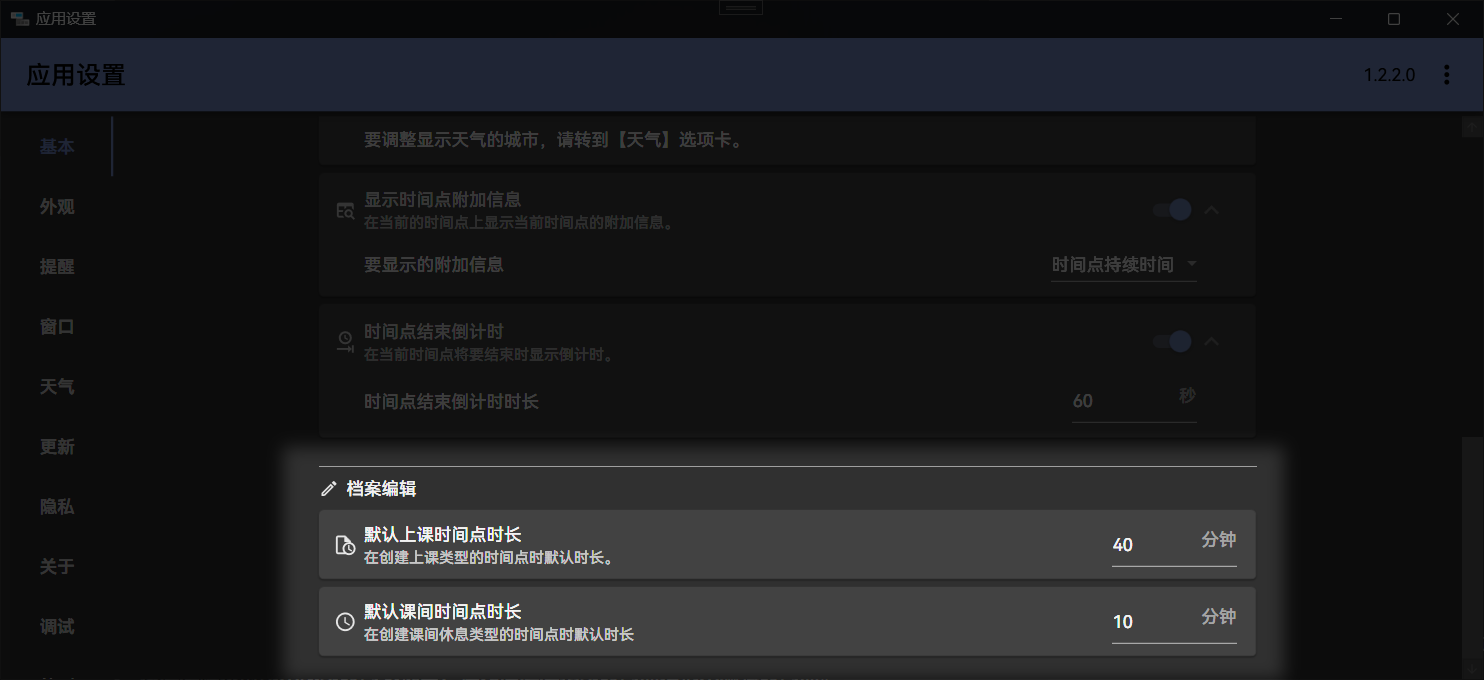 应用设置
应用设置
1.2.2.0
基本
外观
提醒
窗口
天气
更新
隐私
关于
调试
要调整显示天气的城市，请转到【天气】选项卡。
显示时间点附加信息
在当前的时间点上显示当前时间点的附加信息。
要显示的附加信息
时间点持续时间
时间点结束倒计时
在当前时间点将要结束时显示倒计时。
时间点结束倒计时时长
60
秒
档案编辑
默认上课时间点时长
在创建上课类型的时间点时默认时长。
40
分钟
默认课间时间点时长
在创建课间休息类型的时间点时默认时长
10
分钟